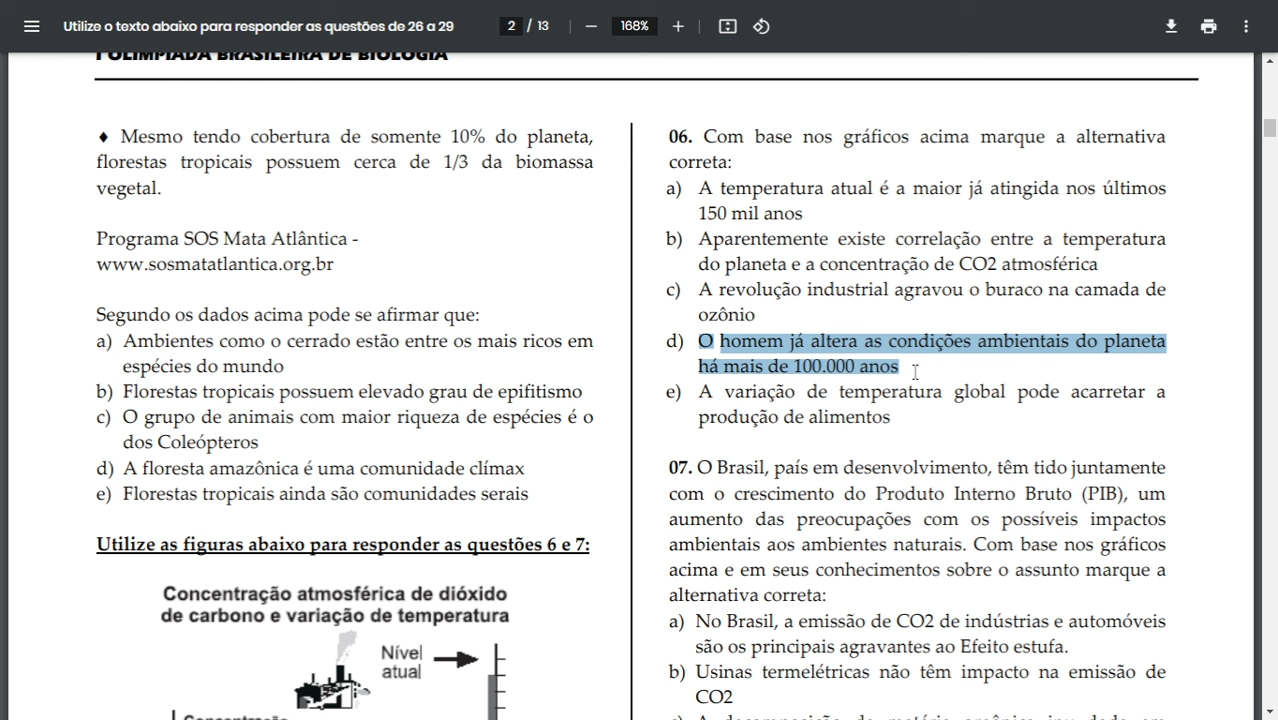 Utilize o texto abaixo para responder as questões de 26 a 29
2 / 13
168%
I OLIMPÍADA BRASILEIRA DE BIOLOGIA
♦ Mesmo tendo cobertura de somente 10% do planeta,
florestas tropicais possuem cerca de 1/3 da biomassa
vegetal.
Programa SOS Mata Atlântica -
www.sosmatatlantica.org.br
Segundo os dados acima pode se afirmar que:
a) Ambientes como o cerrado estão entre os mais ricos em
espécies do mundo
b) Florestas tropicais possuem elevado grau de epifitismo
c) O grupo de animais com maior riqueza de espécies é o
dos Coleópteros
d) A floresta amazônica é uma comunidade clímax
e) Florestas tropicais ainda são comunidades serais
Utilize as figuras abaixo para responder as questões 6 e 7:
Concentração atmosférica de dióxido
de carbono e variação de temperatura
Nível
atual
Concentração
06. Com base nos gráficos acima marque a alternativa
correta:
a) A temperatura atual é a maior já atingida nos últimos
150 mil anos
b) Aparentemente existe correlação entre a temperatura
do planeta e a concentração de CO2 atmosférica
c) A revolução industrial agravou o buraco na camada de
ozônio
d) O homem já altera as condições ambientais do planeta
há mais de 100.000 anos
e) A variação de temperatura global pode acarretar a
produção de alimentos
07. O Brasil, país em desenvolvimento, têm tido juntamente
com o crescimento do Produto Interno Bruto (PIB), um
aumento das preocupações com os possíveis impactos
ambientais aos ambientes naturais. Com base nos gráficos
acima e em seus conhecimentos sobre o assunto marque a
alternativa correta:
a) No Brasil, a emissão de CO2 de indústrias e automóveis
são os principais agravantes ao Efeito estufa.
b) Usinas termelétricas não têm impacto na emissão de
CO2